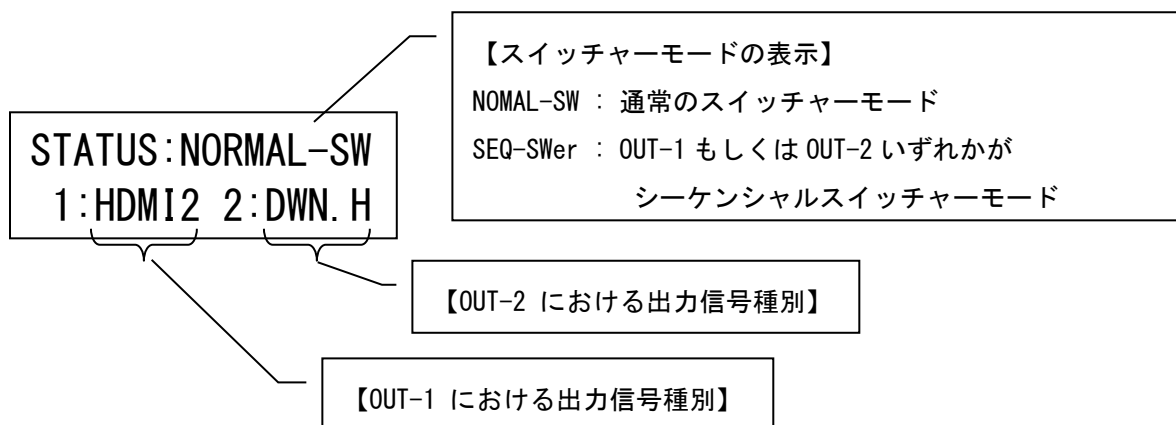 【スイッチャーモードの表示】
NOMAL-SW : 通常のスイッチャーモード
SEQ-SWer : OUT-1 もしくは OUT-2 いずれかが
シーケンシャルスイッチャーモード
STATUS:NORMAL-SW
1:HDMI2 2:DWN.H
【OUT-2 における出力信号種別】
【OUT-1 における出力信号種別】